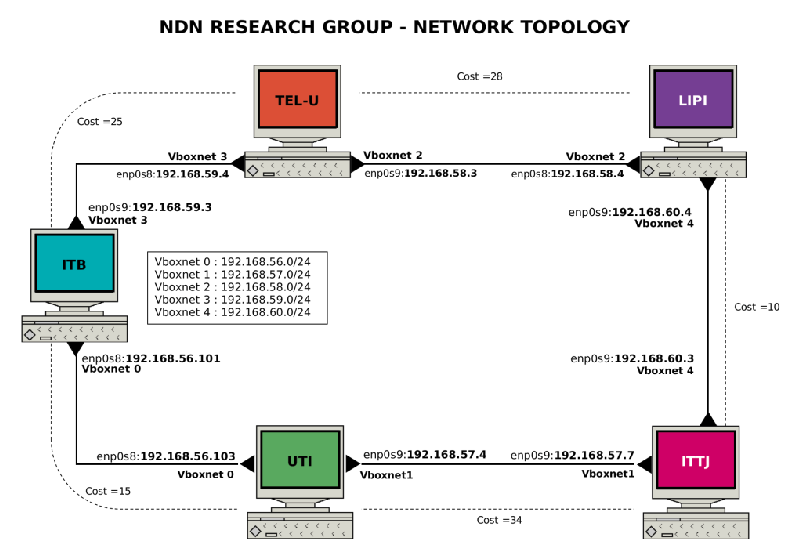 NDN RESEARCH GROUP - NETWORK TOPOLOGY
Cost =28
TEL-U
LIPI
Cost =25
Vboxnet 3
Vboxnet 2
Vboxnet 2
enp0s8:192.168.59.4
enp0s9:192.168.58.3
enp0s8:192.168.58.4
enp0s9:192.168.59.3
Vboxnet 3
enp0s9:192.168.60.4
Vboxnet 4
ITB
Vboxnet 0 : 192.168.56.0/24
Vboxnet 1 : 192.168.57.0/24
Vboxnet 2 : 192.168.58.0/24
Vboxnet 3 : 192.168.59.0/24
Vboxnet 4 : 192.168.60.0/24
Cost =10
enp0s8:192.168.56.101
Vboxnet 0
enp0s9:192.168.60.3
Vboxnet 4
enp0s8:192.168.56.103
Vboxnet 0
UTI
enp0s9:192.168.57.4
Vboxnet1
enp0s9:192.168.57.7
Vboxnet1
ITTJ
Cost =15
Cost =34